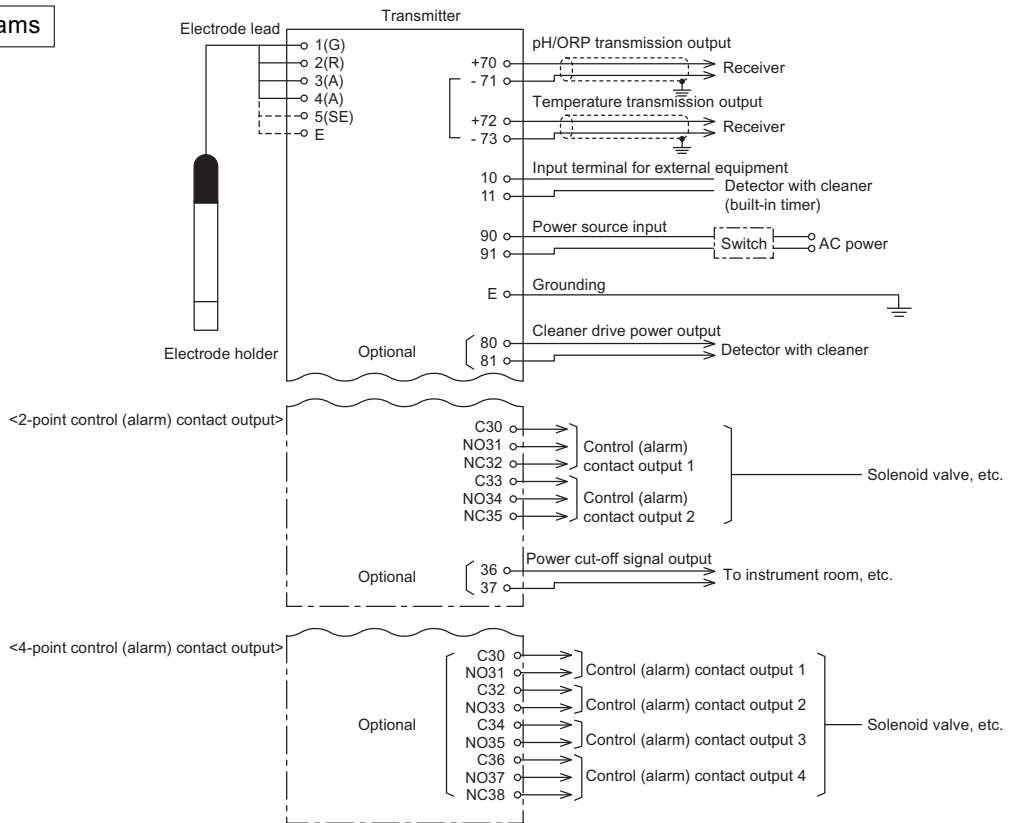 ams
Transmitter
Electrode lead
1(G)
2(R)
3(A)
4(A)
5(SE)
E
Electrode holder
pH/ORP transmission output
+70
- 71
Receiver
Temperature transmission output
+72
- 73
Receiver
Input terminal for external equipment
10
11
Detector with cleaner
(built-in timer)
Power source input
90
91
Switch
AC power
E
Grounding
Cleaner drive power output
Optional
80
81
Detector with cleaner
<2-point control (alarm) contact output>
C30
NO31
NC32
Control (alarm)
contact output 1
C33
NO34
NC35
Control (alarm)
contact output 2
Solenoid valve, etc.
Power cut-off signal output
Optional
36
37
To instrument room, etc.
<4-point control (alarm) contact output>
Optional
C30
NO31
Control (alarm) contact output 1
C32
NO33
Control (alarm) contact output 2
C34
NO35
Control (alarm) contact output 3
C36
NO37
NC38
Control (alarm) contact output 4
Solenoid valve, etc.